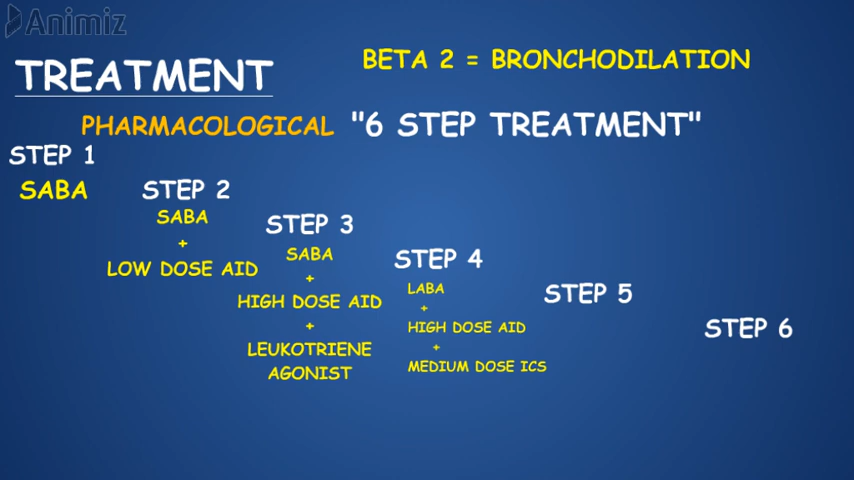 Animiz
TREATMENT
BETA 2 = BRONCHODILATION
PHARMACOLOGICAL "6 STEP TREATMENT"
STEP 1
SABA
STEP 2
SABA
+
LOW DOSE AID
STEP 3
SABA
+
HIGH DOSE AID
+
LEUKOTRIENE
AGONIST
STEP 4
LABA
+
HIGH DOSE AID
+
MEDIUM DOSE ICS
STEP 5
STEP 6